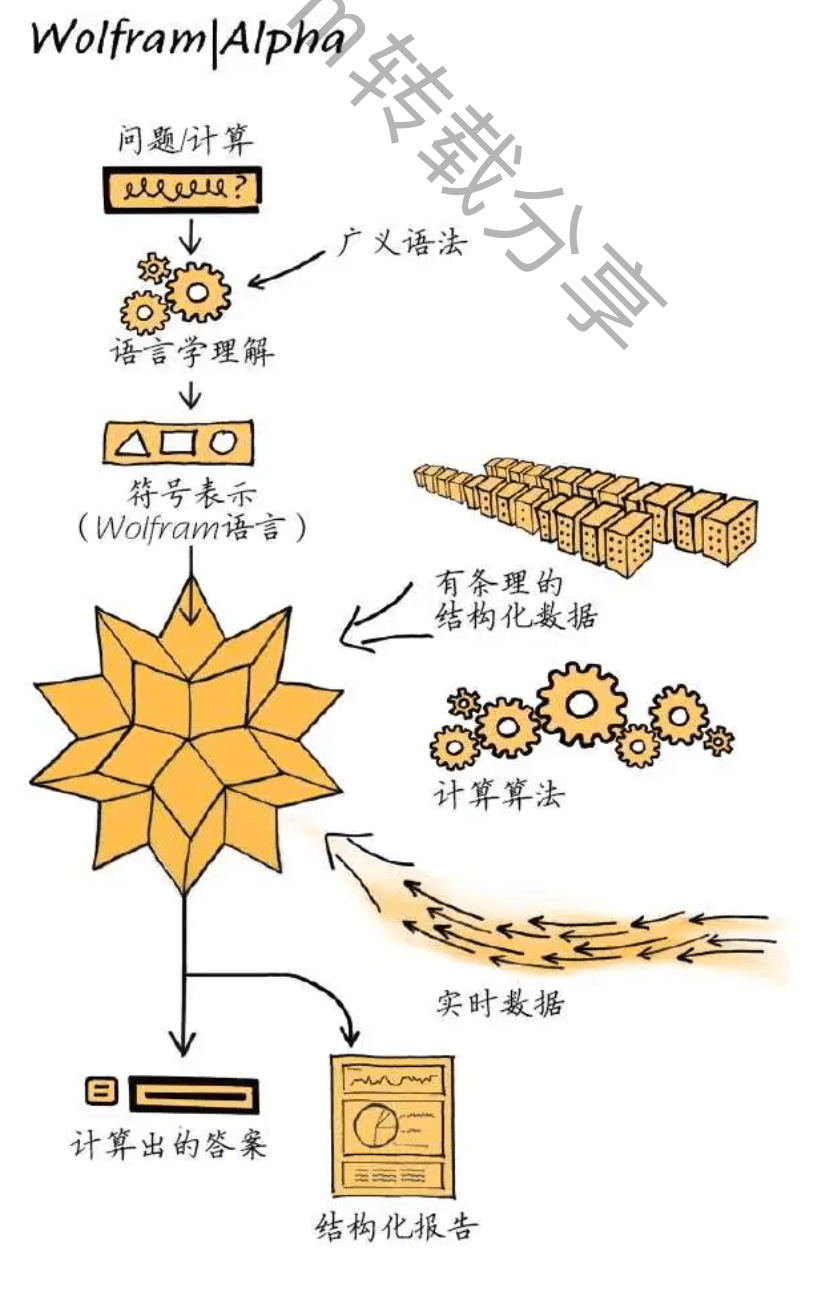 Wolfram|Alpha
m转载分享
问题/计算
?
广义语法
语言学理解
符号表示
（Wolfram语言）
有条理的
结构化数据
计算算法
实时数据
=
计算出的答案
结构化报告